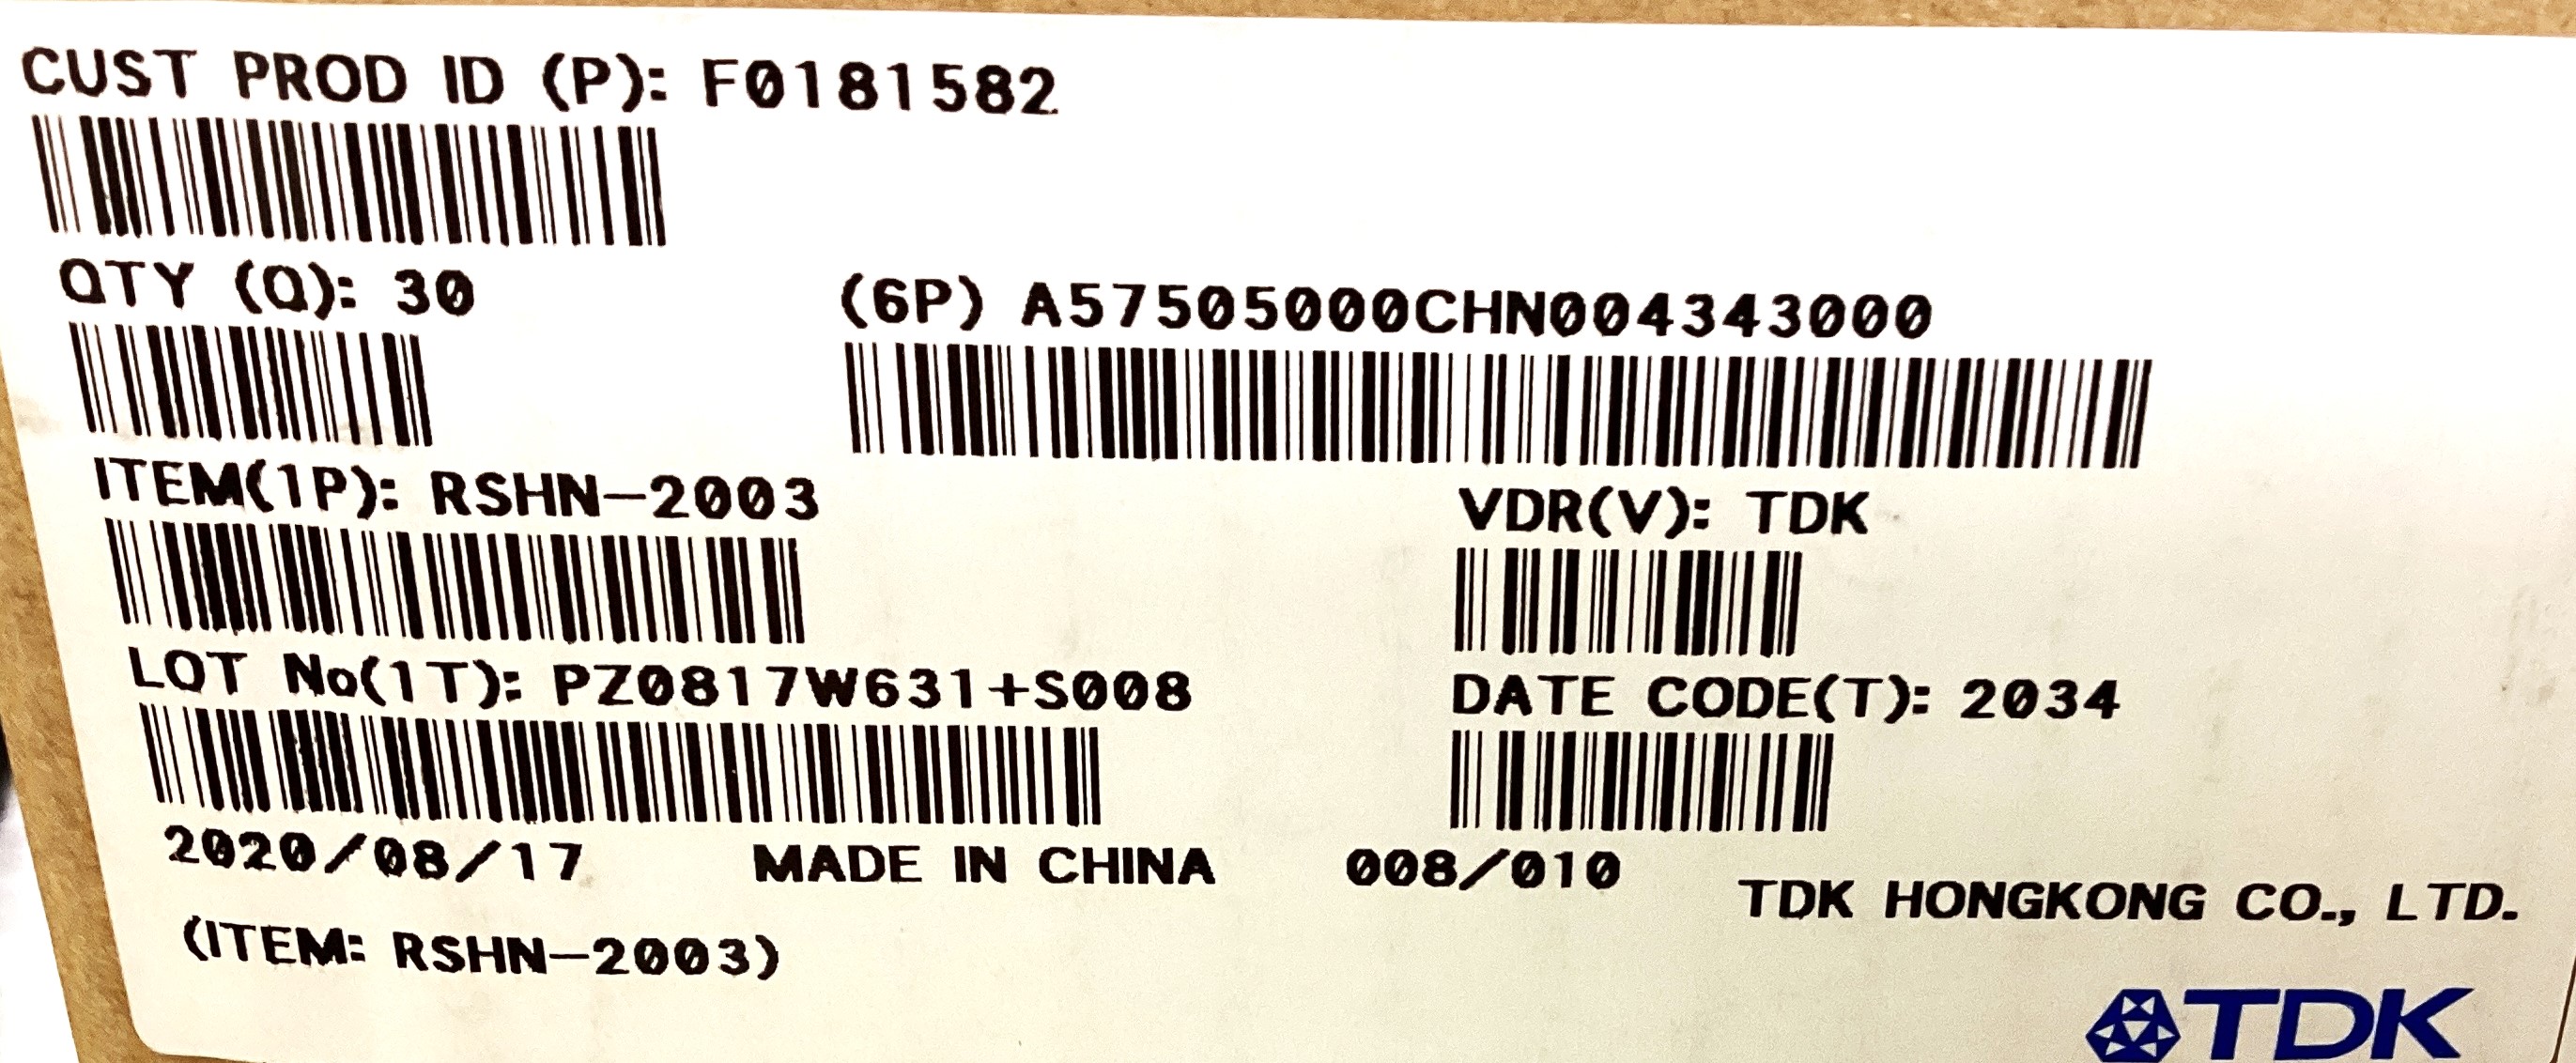 CUST PROD ID (P): F0181582
QTY (Q): 30
(6P) A57505000CHN004343000
ITEM(1P): RSHN-2003
VDR(V): TDK
LOT No(1T): PZ0817W631+S008
DATE CODE(T): 2034
2020/08/17 MADE IN CHINA 008/010
TDK HONGKONG CO., LTD.
(ITEM: RSHN-2003)
TDK